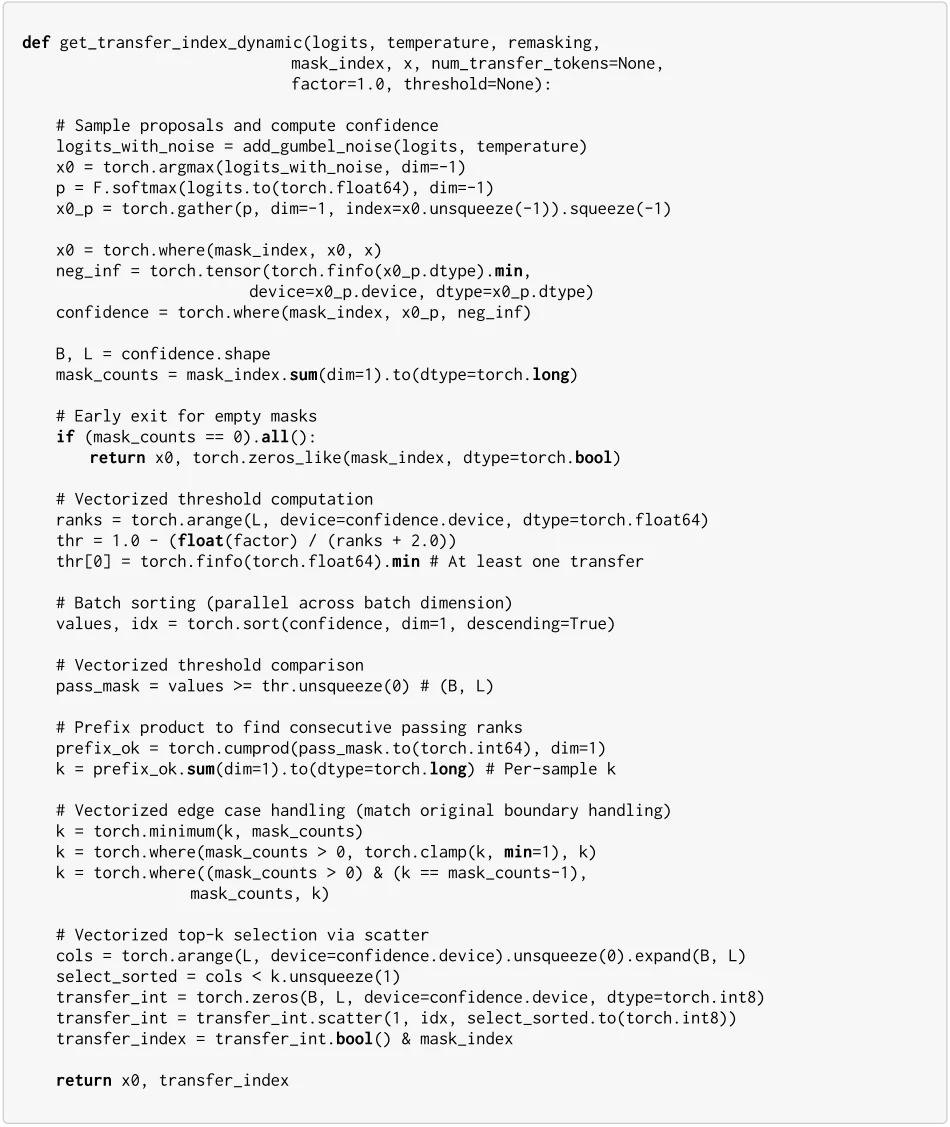 def get_transfer_index_dynamic(logits, temperature, remasking,
mask_index, x, num_transfer_tokens=None,
factor=1.0, threshold=None):
# Sample proposals and compute confidence
logits_with_noise = add_gumbel_noise(logits, temperature)
x0 = torch.argmax(logits_with_noise, dim=-1)
p = F.softmax(logits.to(torch.float64), dim=-1)
x0_p = torch.gather(p, dim=-1, index=x0.unsqueeze(-1)).squeeze(-1)
x0 = torch.where(mask_index, x0, x)
neg_inf = torch.tensor(torch.finfo(x0_p.dtype).min,
device=x0_p.device, dtype=x0_p.dtype)
confidence = torch.where(mask_index, x0_p, neg_inf)
B, L = confidence.shape
mask_counts = mask_index.sum(dim=1).to(dtype=torch.long)
# Early exit for empty masks
if (mask_counts == 0).all():
return x0, torch.zeros_like(mask_index, dtype=torch.bool)
# Vectorized threshold computation
ranks = torch.arange(L, device=confidence.device, dtype=torch.float64)
thr = 1.0 - (float(factor) / (ranks + 2.0))
thr[0] = torch.finfo(torch.float64).min # At least one transfer
# Batch sorting (parallel across batch dimension)
values, idx = torch.sort(confidence, dim=1, descending=True)
# Vectorized threshold comparison
pass_mask = values >= thr.unsqueeze(0) # (B, L)
# Prefix product to find consecutive passing ranks
prefix_ok = torch.cumprod(pass_mask.to(torch.int64), dim=1)
k = prefix_ok.sum(dim=1).to(dtype=torch.long) # Per-sample k
# Vectorized edge case handling (match original boundary handling)
k = torch.minimum(k, mask_counts)
k = torch.where(mask_counts > 0, torch.clamp(k, min=1), k)
k = torch.where((mask_counts > 0) & (k == mask_counts-1),
mask_counts, k)
# Vectorized top-k selection via scatter
cols = torch.arange(L, device=confidence.device).unsqueeze(0).expand(B, L)
select_sorted = cols < k.unsqueeze(1)
transfer_int = torch.zeros(B, L, device=confidence.device, dtype=torch.int8)
transfer_int = transfer_int.scatter(1, idx, select_sorted.to(torch.int8))
transfer_index = transfer_int.bool() & mask_index
return x0, transfer_index